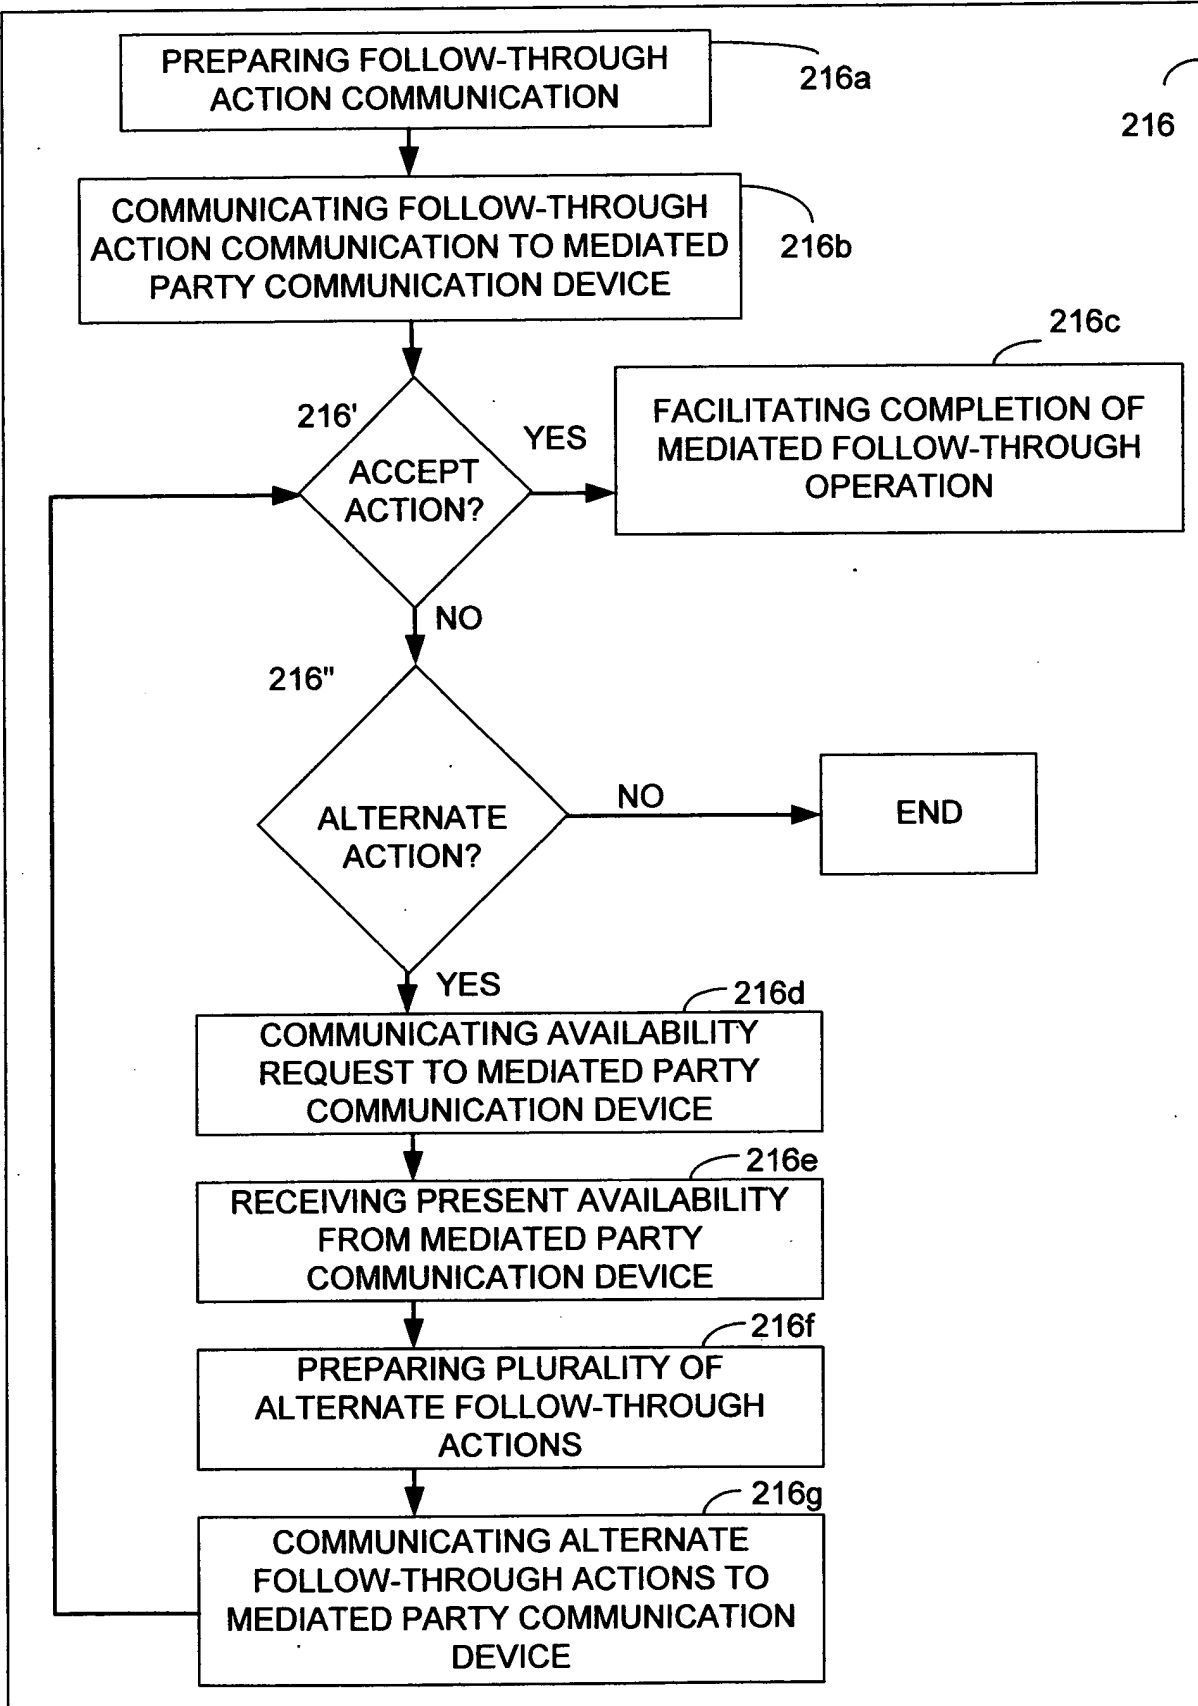 PREPARING FOLLOW-THROUGH
ACTION COMMUNICATION
216a
216
COMMUNICATING FOLLOW-THROUGH
ACTION COMMUNICATION TO MEDIATED
PARTY COMMUNICATION DEVICE
216b
216c
FACILITATING COMPLETION OF
MEDIATED FOLLOW-THROUGH
OPERATION
216'
YES
ACCEPT
ACTION?
NO
216"
ALTERNATE
ACTION?
NO
END
YES
216d
COMMUNICATING AVAILABILITY
REQUEST TO MEDIATED PARTY
COMMUNICATION DEVICE
216e
RECEIVING PRESENT AVAILABILITY
FROM MEDIATED PARTY
COMMUNICATION DEVICE
216f
PREPARING PLURALITY OF
ALTERNATE FOLLOW-THROUGH
ACTIONS
216g
COMMUNICATING ALTERNATE
FOLLOW-THROUGH ACTIONS TO
MEDIATED PARTY COMMUNICATION
DEVICE